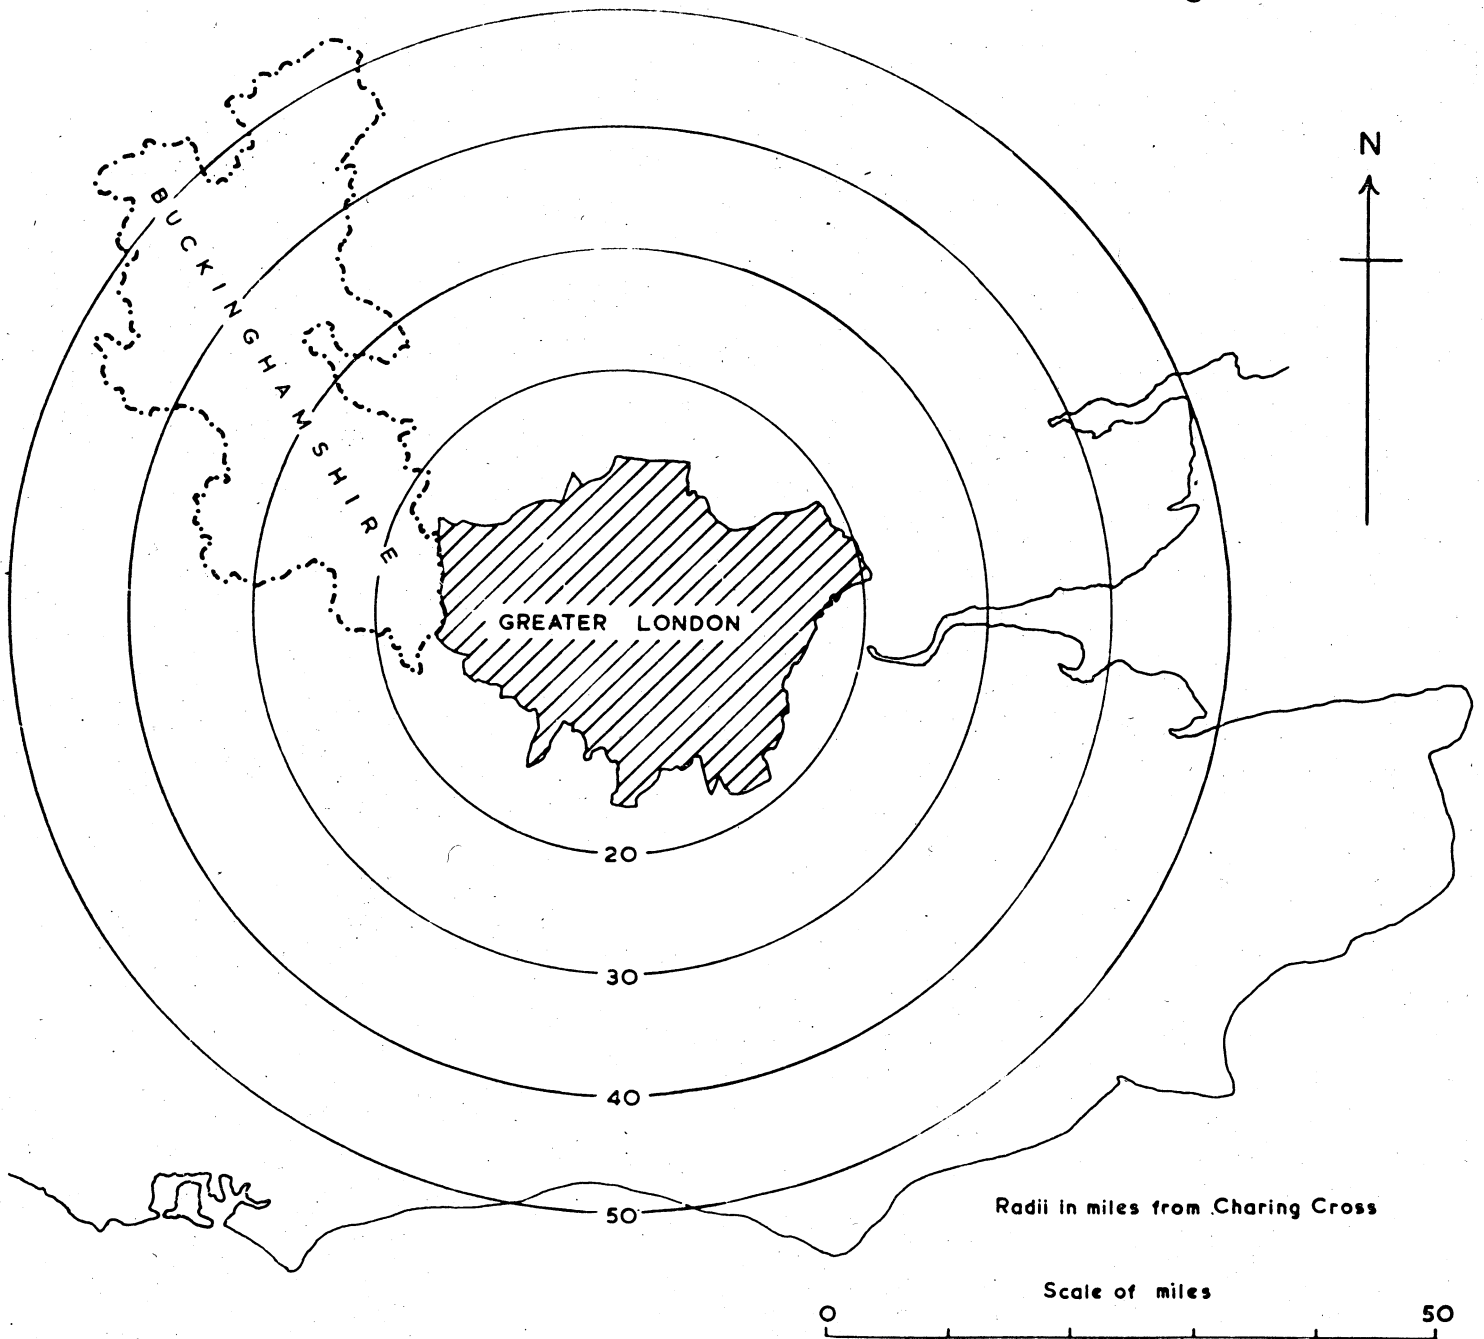 N
BUCKINGHAMSHIRE
GREATER LONDON
20
30
40
50
Radii in miles from Charing Cross
Scale of miles
0 50